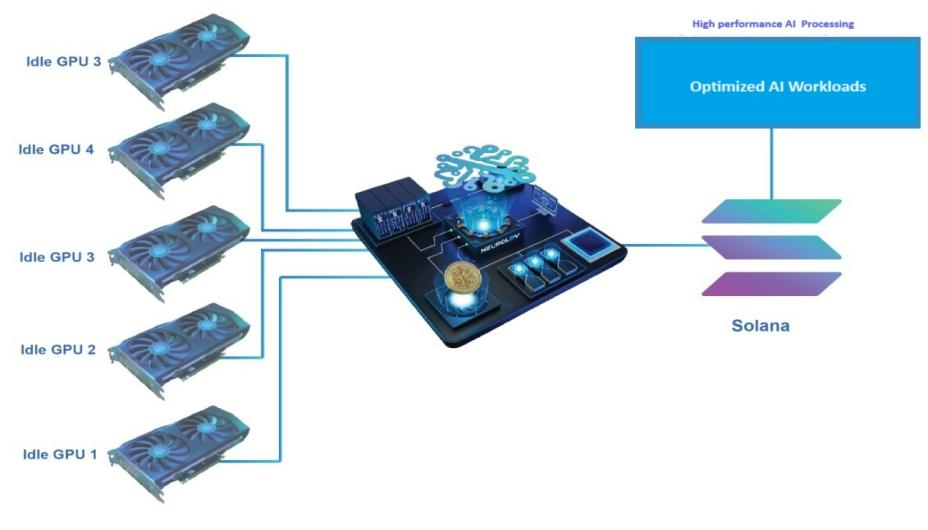 High performance AI Processing
Optimized AI Workloads
Idle GPU 3
Idle GPU 4
Idle GPU 3
Idle GPU 2
Idle GPU 1
NEUROLOV
Solana